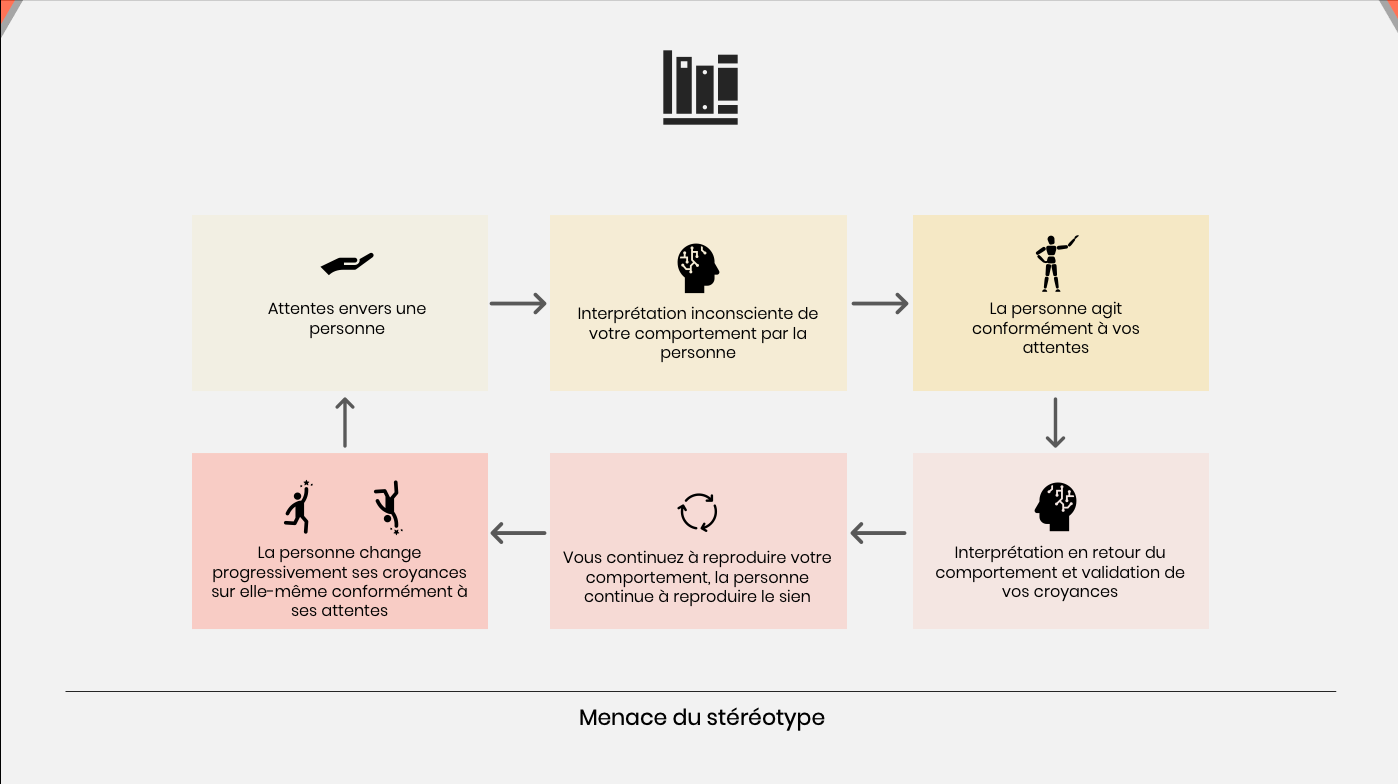 Attentes envers une
personne
Interprétation inconsciente de
votre comportement par la
personne
La personne agit
conformément à vos
attentes
Interprétation en retour du
comportement et validation de
vos croyances
Vous continuez à reproduire votre
comportement, la personne
continue à reproduire le sien
La personne change
progressivement ses croyances
sur elle-même conformément à
ses attentes
Menace du stéréotype